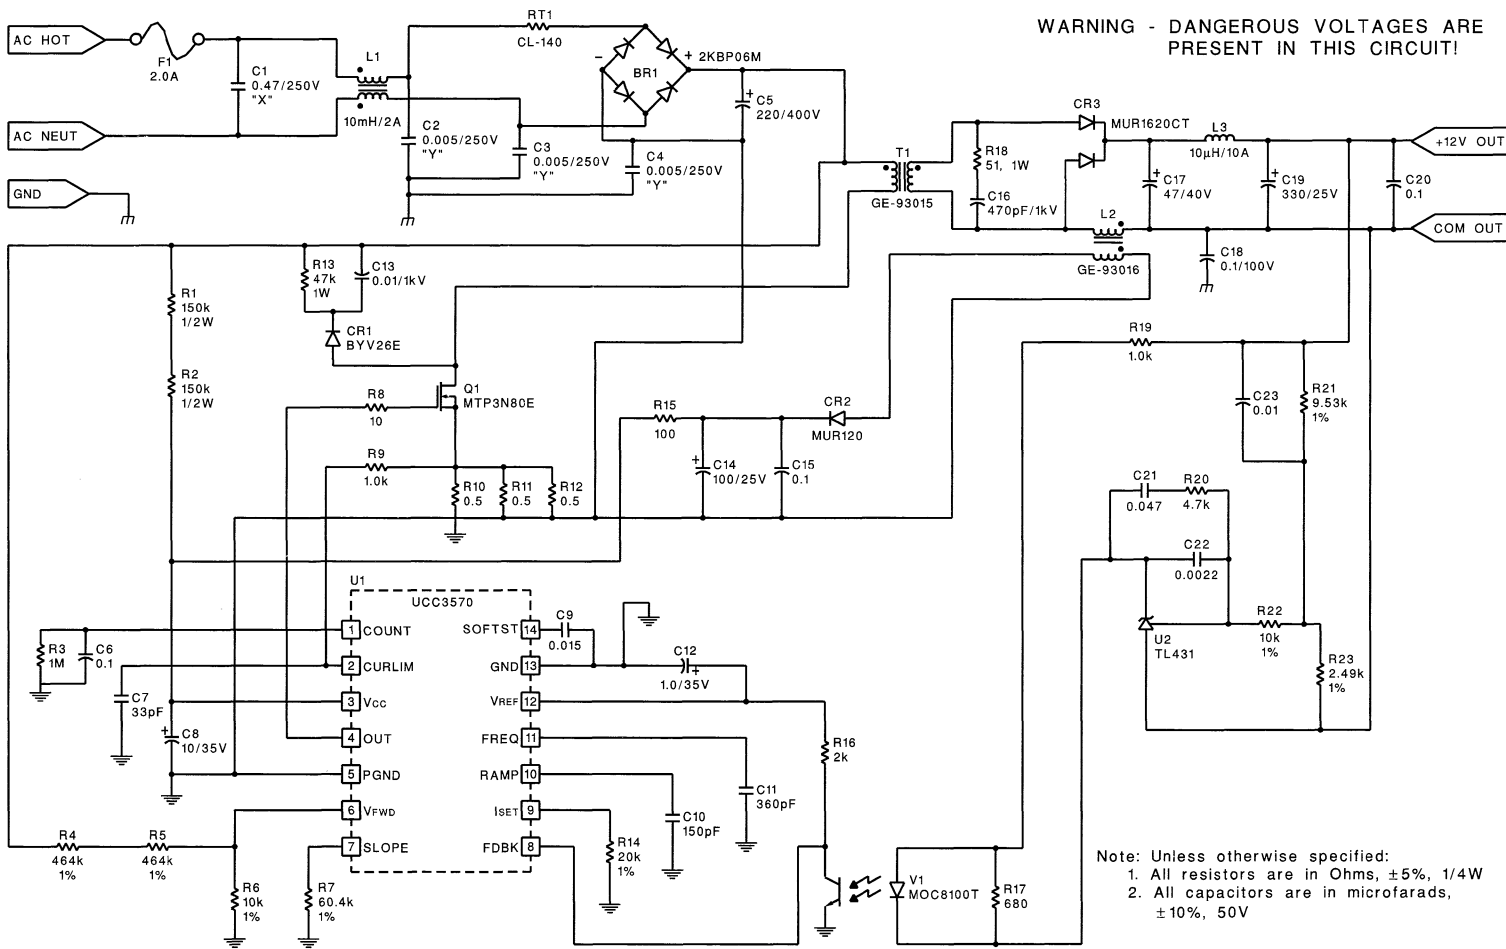 WARNING - DANGEROUS VOLTAGES ARE
PRESENT IN THIS CIRCUIT!
AC HOT
F1
2.0A
C1
0.47/250V
"X"
L1
10mH/2A
RT1
CL-140
BR1
-
+ 2KBP06M
+
C5
220/400V
AC NEUT
C2
0.005/250V
"Y"
C3
0.005/250V
"Y"
C4
0.005/250V
"Y"
GND
T1
GE-93015
R18
51, 1W
C16
470pF/1kV
CR3
MUR1620CT
L3
10µH/10A
+
C17
47/40V
+
C19
330/25V
C20
0.1
+12V OUT
COM OUT
L2
GE-93016
C18
0.1/100V
R1
150k
1/2W
R13
47k
1W
C13
0.01/1kV
CR1
BYV26E
R2
150k
1/2W
R8
10
Q1
MTP3N80E
R9
1.0k
R10
0.5
R11
0.5
R12
0.5
R15
100
CR2
MUR120
+
C14
100/25V
C15
0.1
R19
1.0k
C23
0.01
R21
9.53k
1%
C21
0.047
R20
4.7k
C22
0.0022
U2
TL431
R22
10k
1%
R23
2.49k
1%
U1
UCC3570
1 COUNT
2 CURLIM
3 VCC
4 OUT
5 PGND
6 VFWD
7 SLOPE
SOFTST 14
GND 13
VREF 12
FREQ 11
RAMP 10
ISET 9
FDBK 8
R3
1M
C6
0.1
C7
33pF
+
C8
10/35V
C9
0.015
C12
+
1.0/35V
R16
2k
C11
360pF
C10
150pF
R14
20k
1%
R4
464k
1%
R5
464k
1%
R6
10k
1%
R7
60.4k
1%
V1
MOC8100T
R17
680
Note: Unless otherwise specified:
1. All resistors are in Ohms, ±5%, 1/4W
2. All capacitors are in microfarads,
±10%, 50V